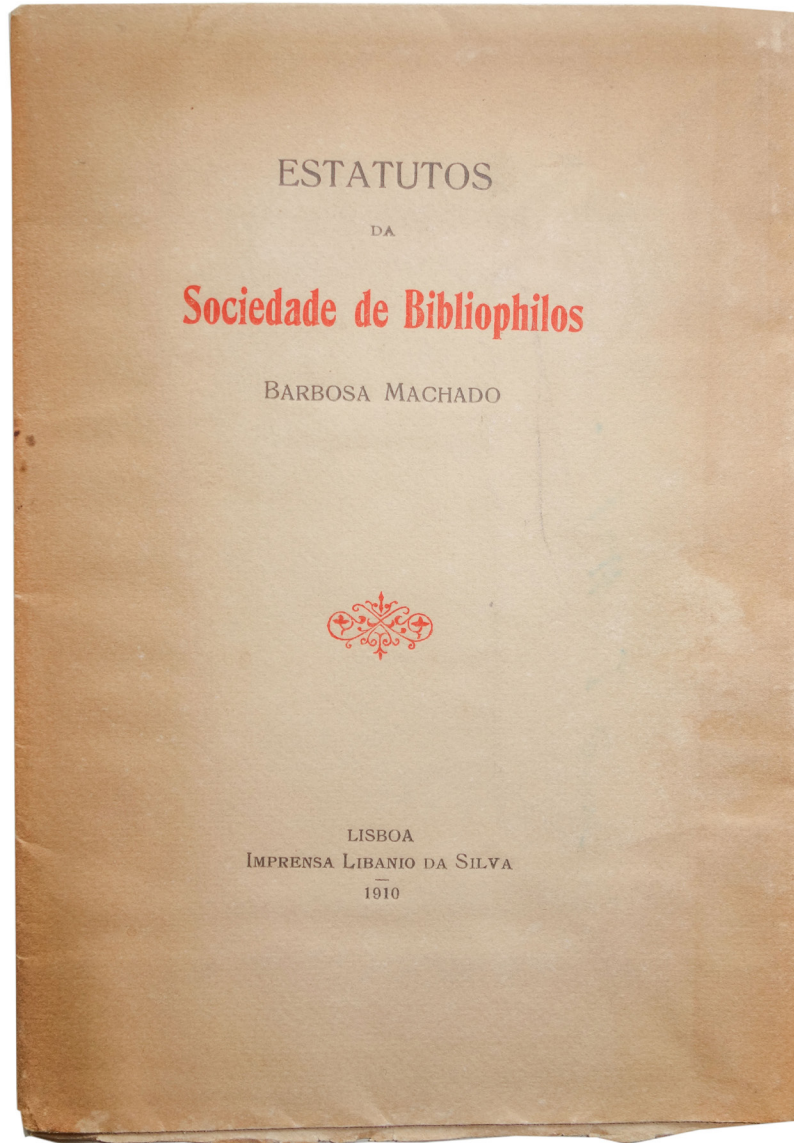 ESTATUTOS
DA
Sociedade de Bibliophilos
BARBOSA MACHADO
LISBOA
IMPRENSA LIBANIO DA SILVA
1910